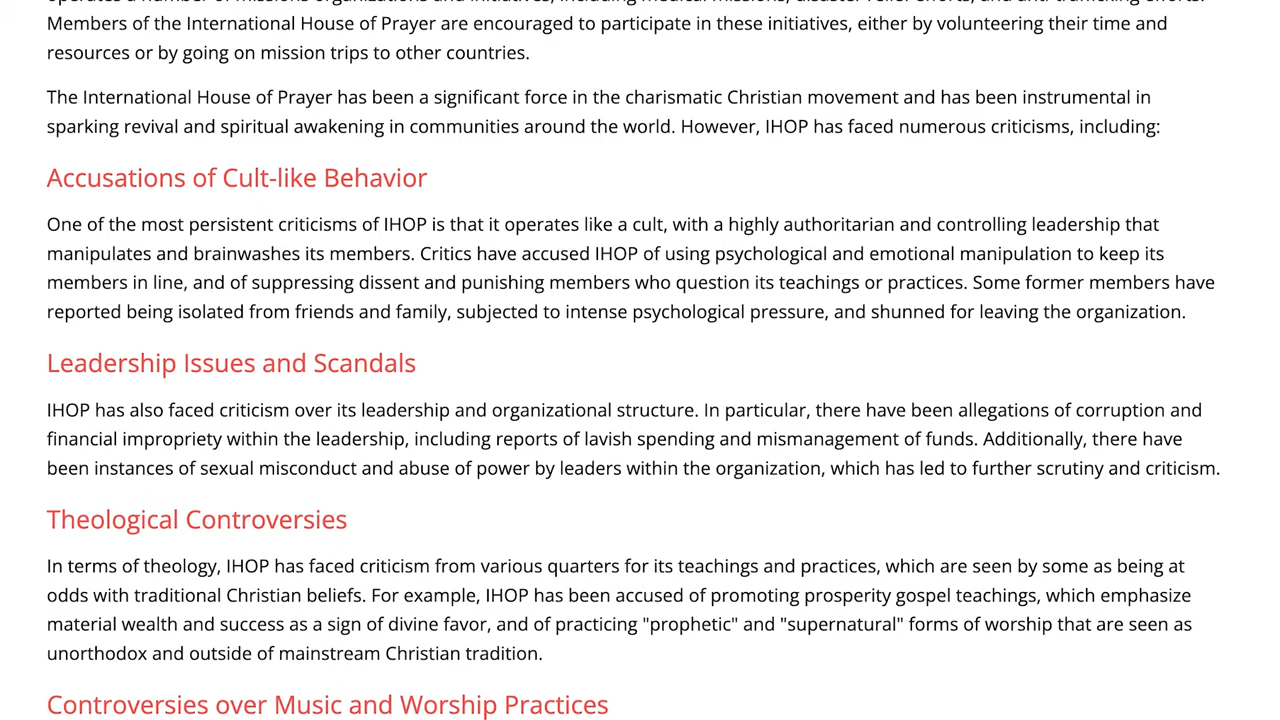 Members of the International House of Prayer are encouraged to participate in these initiatives, either by volunteering their time and
resources or by going on mission trips to other countries.
The International House of Prayer has been a significant force in the charismatic Christian movement and has been instrumental in
sparking revival and spiritual awakening in communities around the world. However, IHOP has faced numerous criticisms, including:
Accusations of Cult-like Behavior
One of the most persistent criticisms of IHOP is that it operates like a cult, with a highly authoritarian and controlling leadership that
manipulates and brainwashes its members. Critics have accused IHOP of using psychological and emotional manipulation to keep its
members in line, and of suppressing dissent and punishing members who question its teachings or practices. Some former members have
reported being isolated from friends and family, subjected to intense psychological pressure, and shunned for leaving the organization.
Leadership Issues and Scandals
IHOP has also faced criticism over its leadership and organizational structure. In particular, there have been allegations of corruption and
financial impropriety within the leadership, including reports of lavish spending and mismanagement of funds. Additionally, there have
been instances of sexual misconduct and abuse of power by leaders within the organization, which has led to further scrutiny and criticism.
Theological Controversies
In terms of theology, IHOP has faced criticism from various quarters for its teachings and practices, which are seen by some as being at
odds with traditional Christian beliefs. For example, IHOP has been accused of promoting prosperity gospel teachings, which emphasize
material wealth and success as a sign of divine favor, and of practicing "prophetic" and "supernatural" forms of worship that are seen as
unorthodox and outside of mainstream Christian tradition.
Controversies over Music and Worship Practices